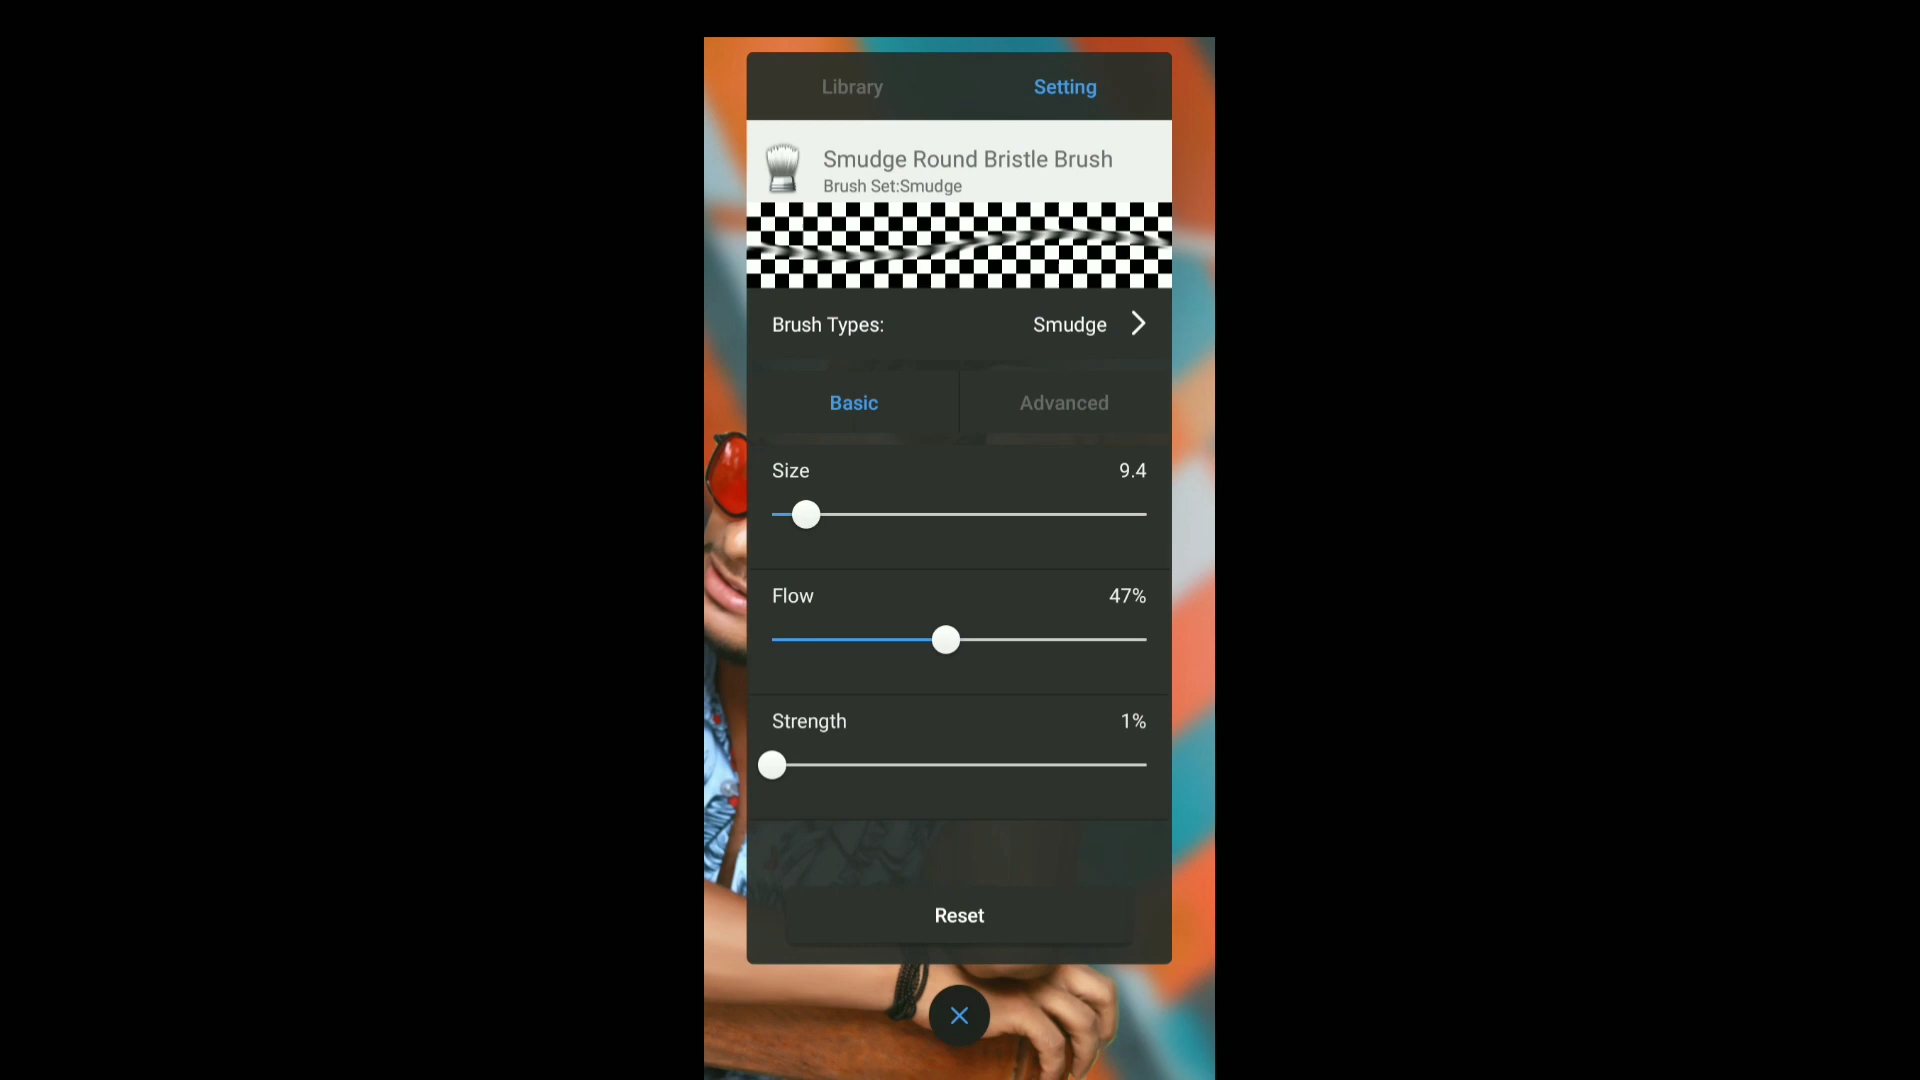 Library
Setting
Smudge Round Bristle Brush
Brush Set:Smudge
Brush Types:
Smudge
Basic
Advanced
Size
9.4
Flow
47%
Strength
1%
Reset